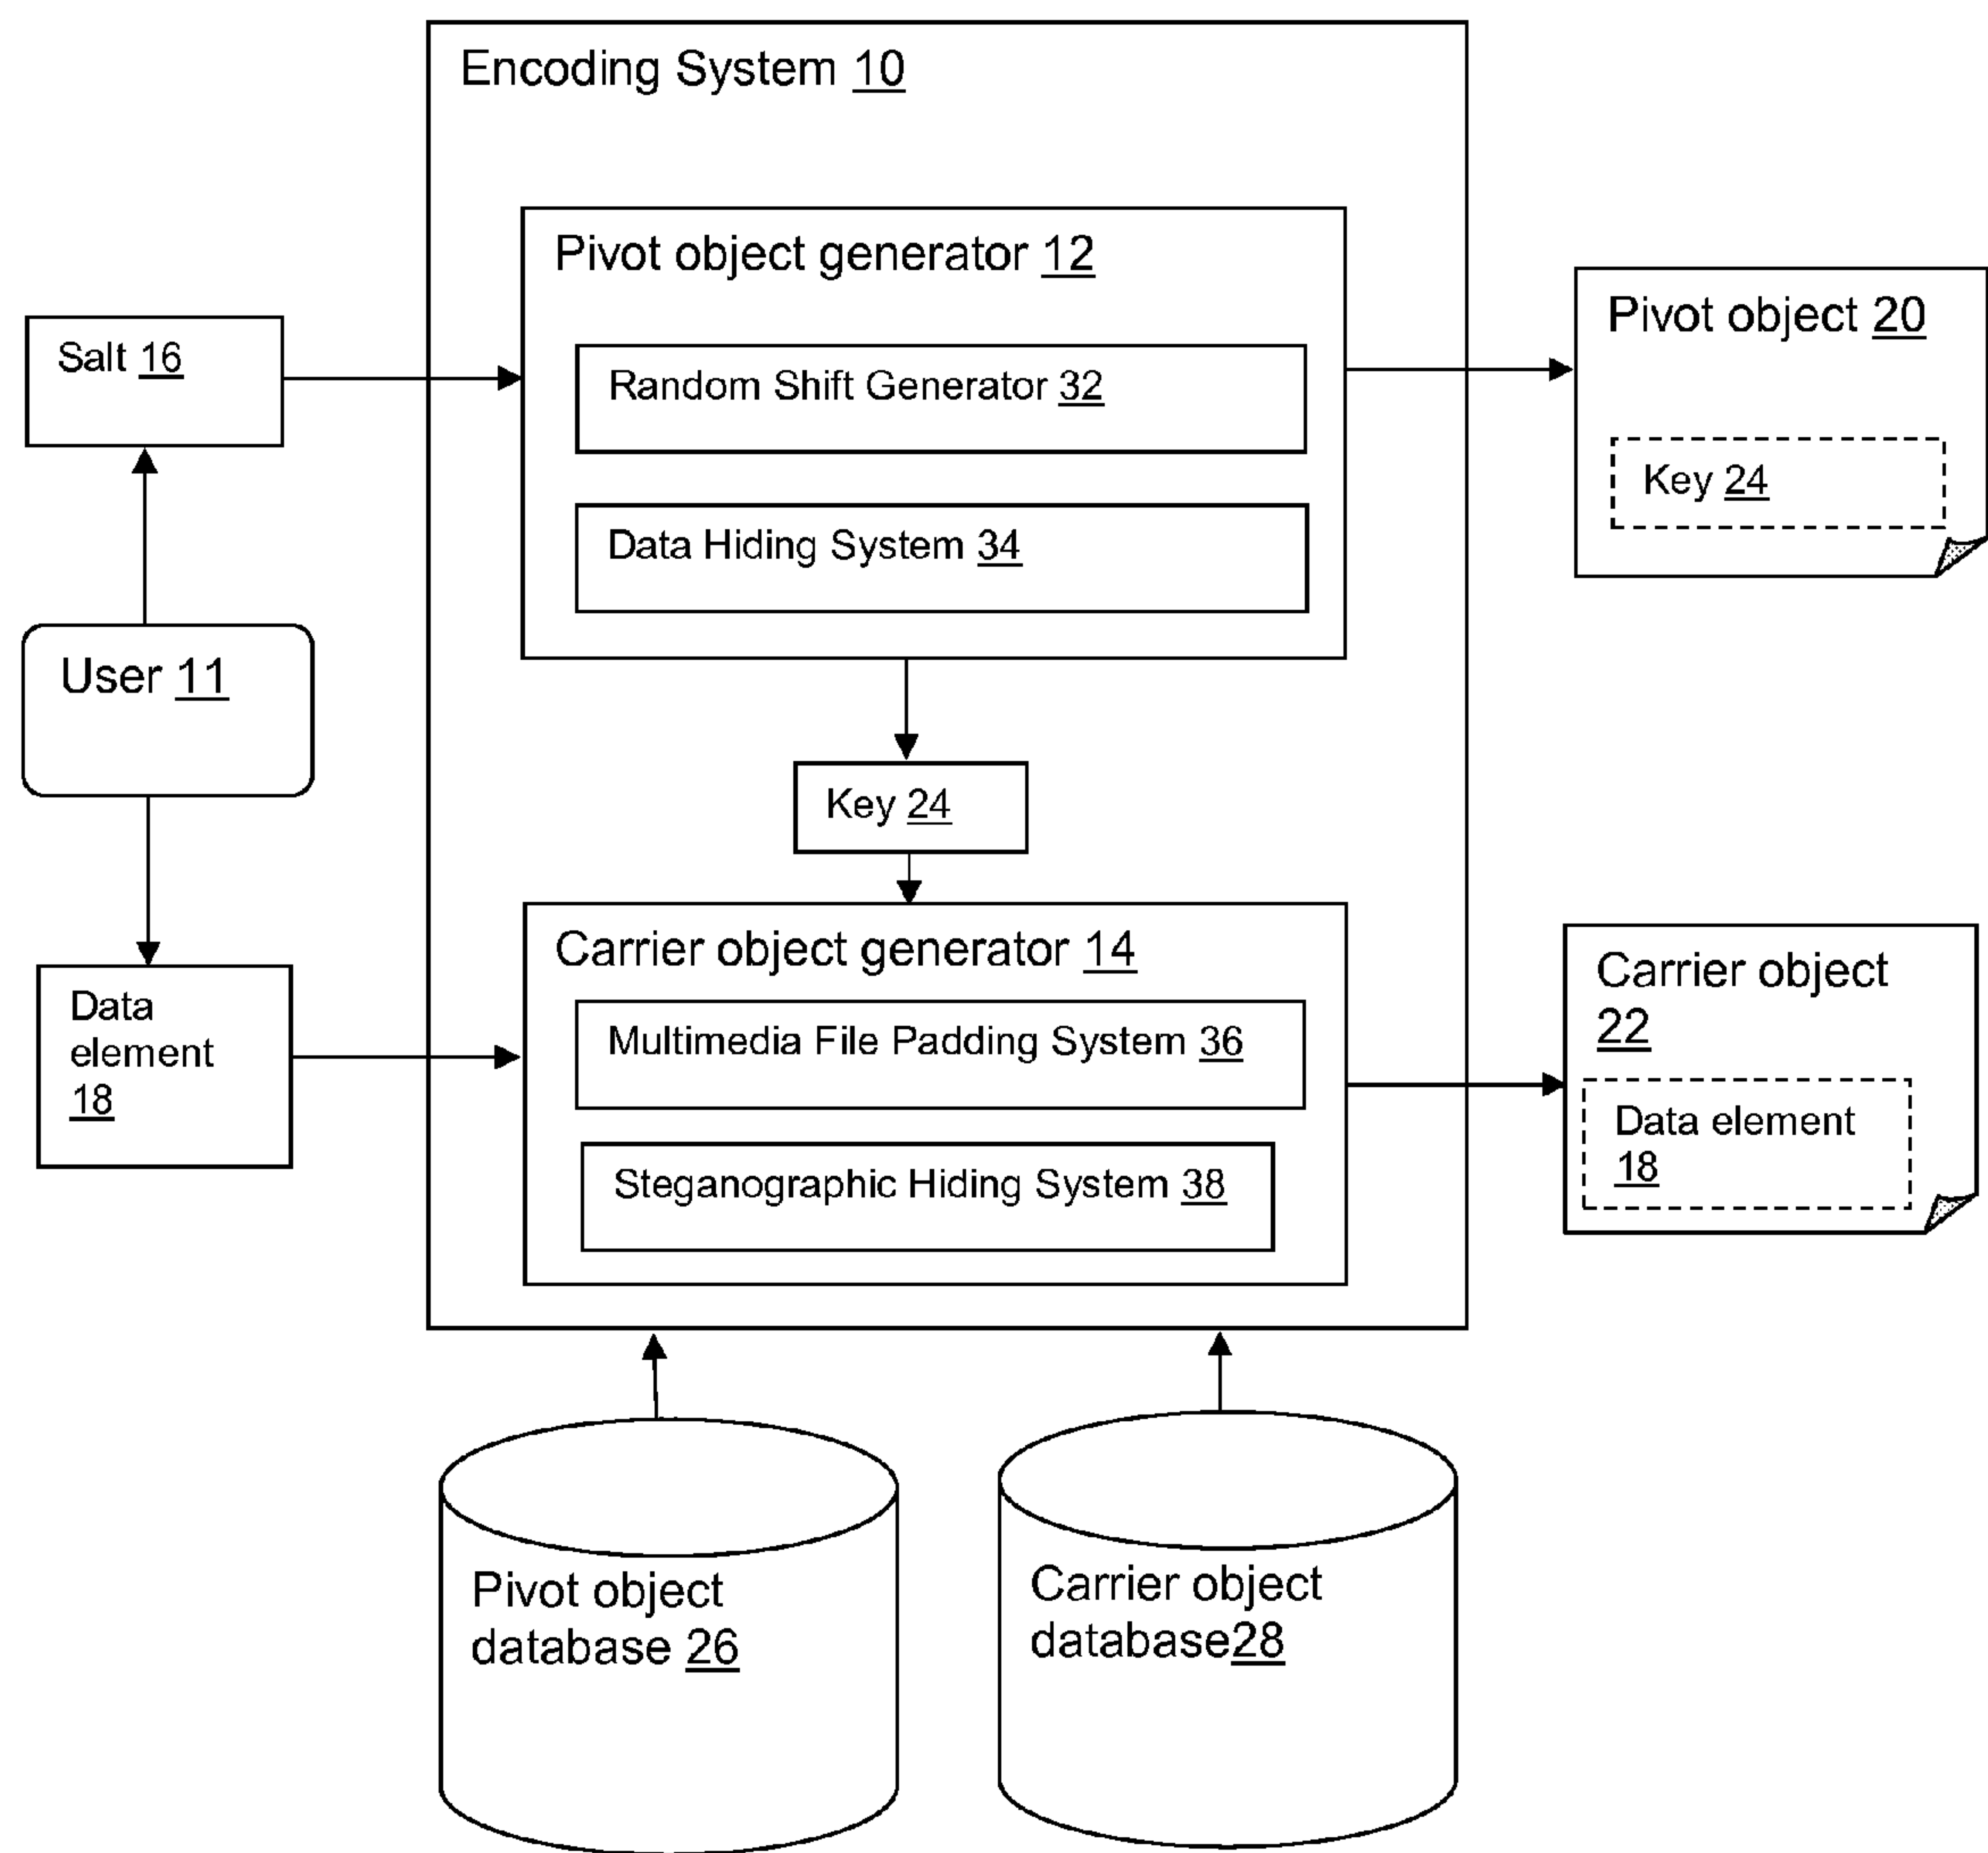 Encoding System 10
Pivot object generator 12
Random Shift Generator 32
Data Hiding System 34
Salt 16
User 11
Data
element
18
Key 24
Carrier object generator 14
Multimedia File Padding System 36
Steganographic Hiding System 38
Pivot object 20
Key 24
Carrier object
22
Data element
18
Pivot object
database 26
Carrier object
database28